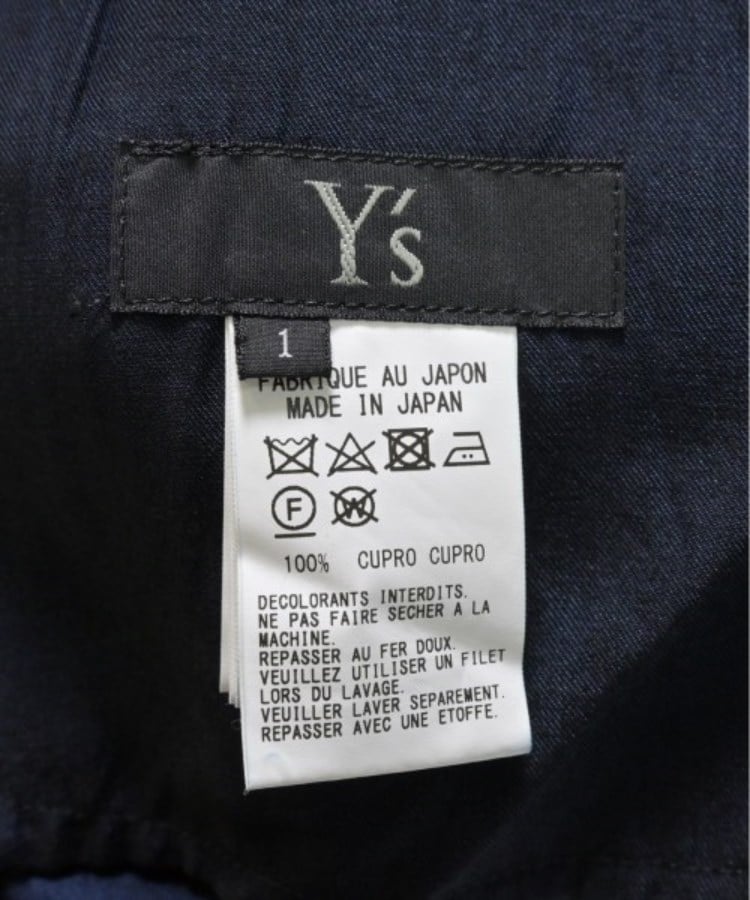 Y's
1
FABRIQUE AU JAPON
MADE IN JAPAN
F W
100% CUPRO CUPRO
DECOLORANTS INTERDITS.
NE PAS FAIRE SECHER A LA
MACHINE.
REPASSER AU FER DOUX.
VEUILLEZ UTILISER UN FILET
LORS DU LAVAGE.
VEUILLER LAVER SEPAREMENT.
REPASSER AVEC UNE ETOFFE.